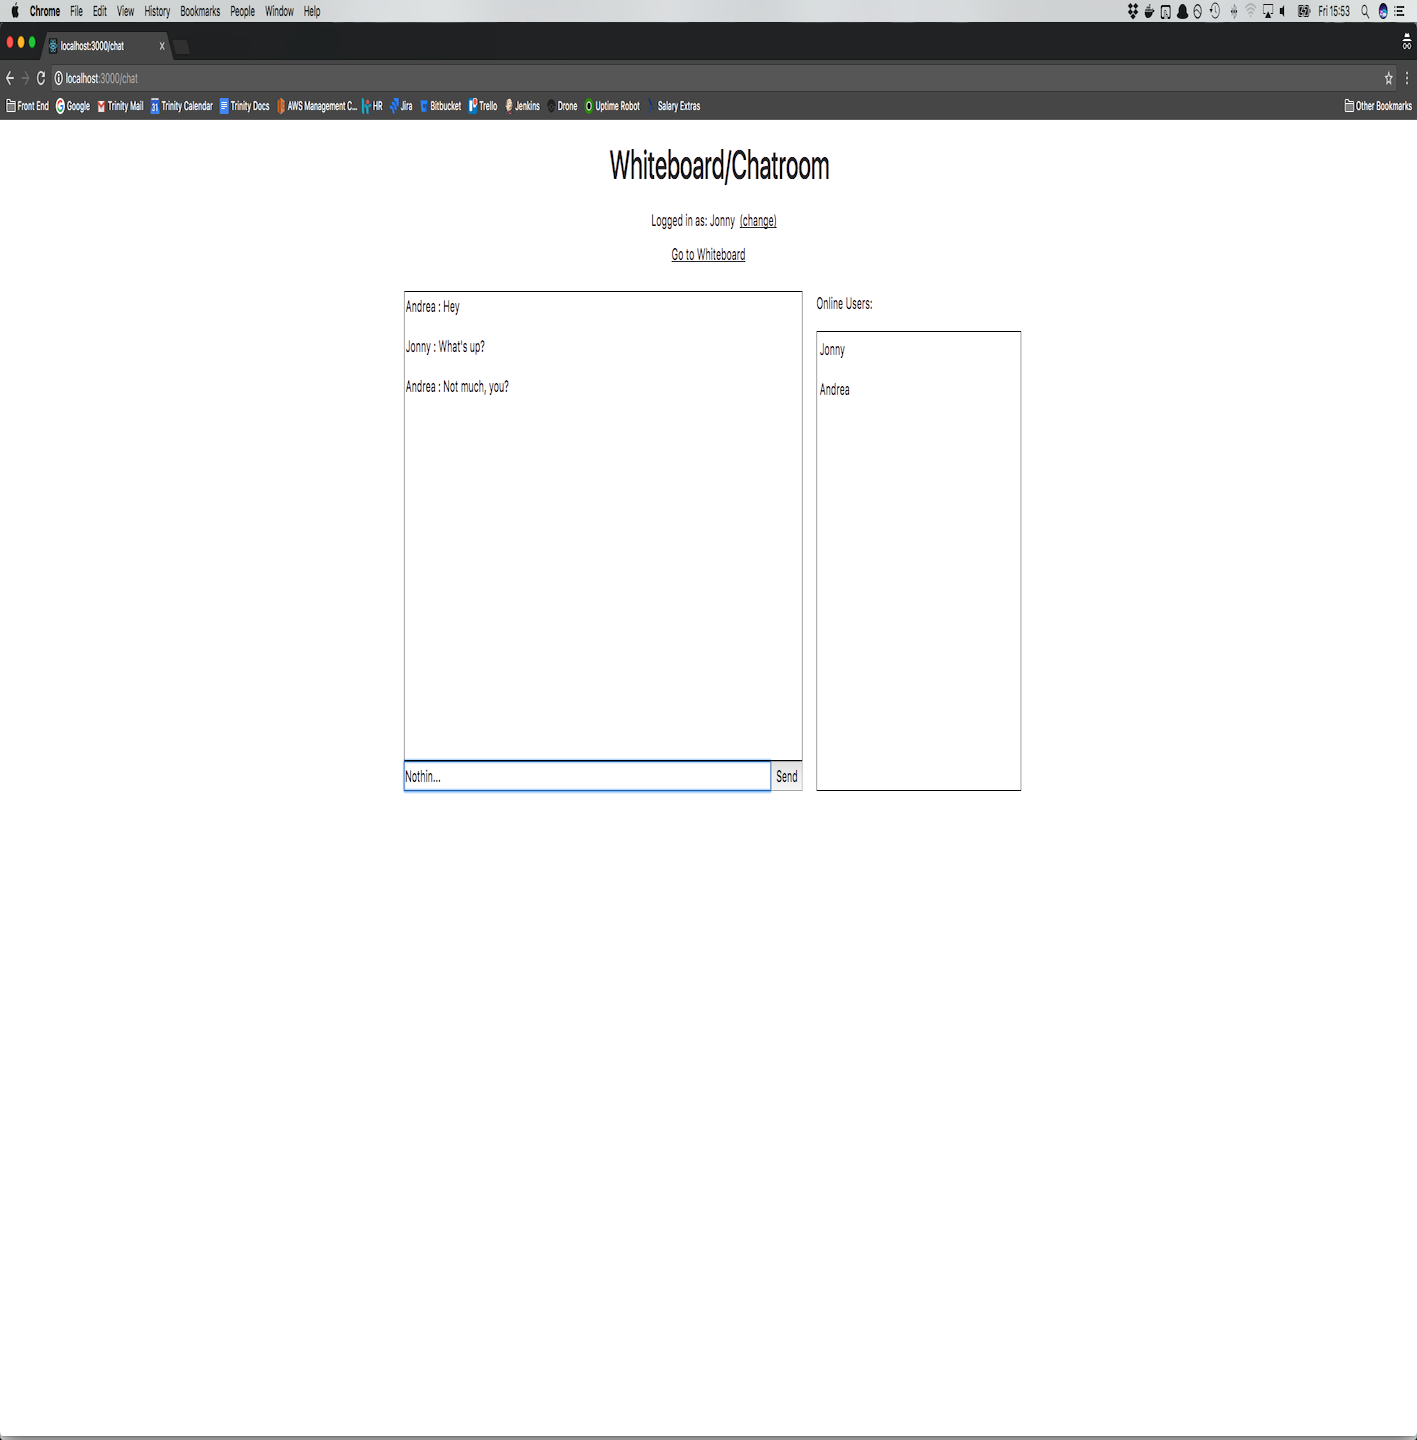 Chrome File Edit View History Bookmarks People Window Help Fri 15:53
localhost:3000/chat x
localhost:3000/chat
Front End Google Trinity Mail 31 Trinity Calendar Trinity Docs AWS Management C... HR Jira Bitbucket Trello Jenkins Drone Uptime Robot Salary Extras Other Bookmarks
Whiteboard/Chatroom
Logged in as: Jonny (change)
Go to Whiteboard
Andrea : Hey
Jonny : What's up?
Andrea : Not much, you?
Nothin... Send
Online Users:
Jonny
Andrea